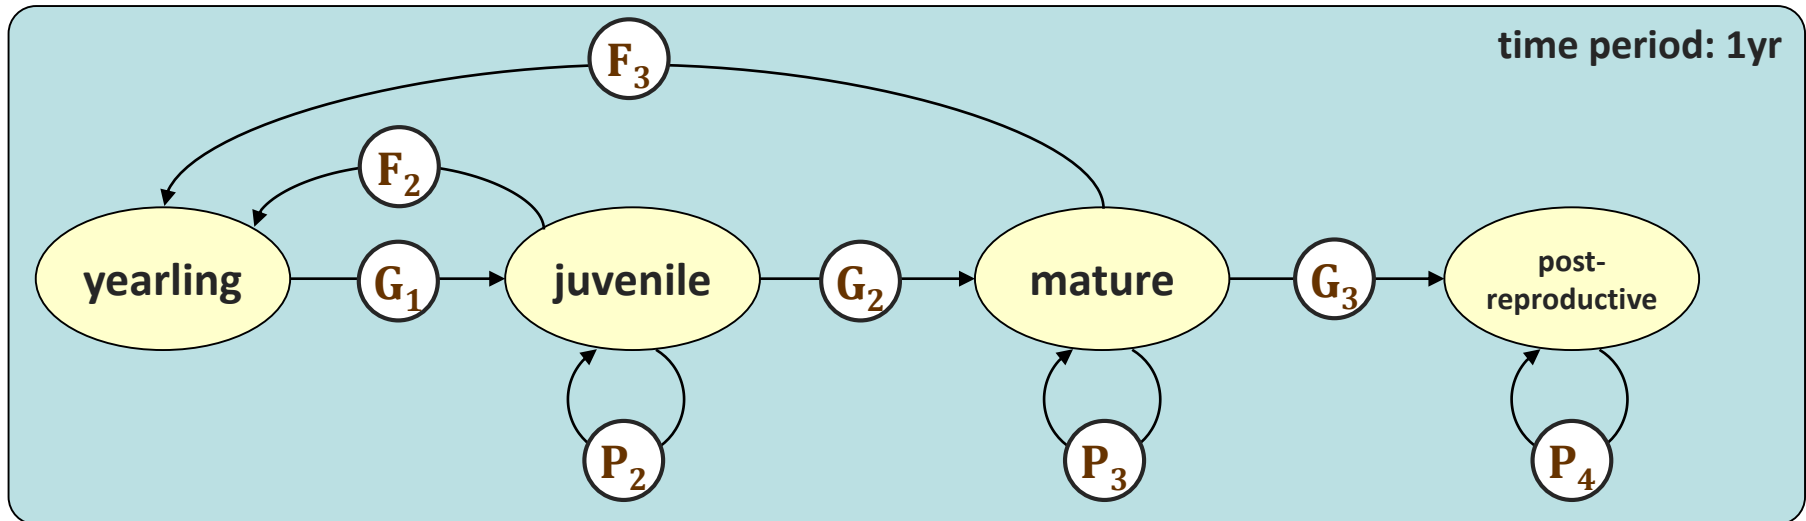 time period: 1yr
F₃
F₂
yearling
G₁
juvenile
G₂
mature
G₃
post-
reproductive
P₂
P₃
P₄